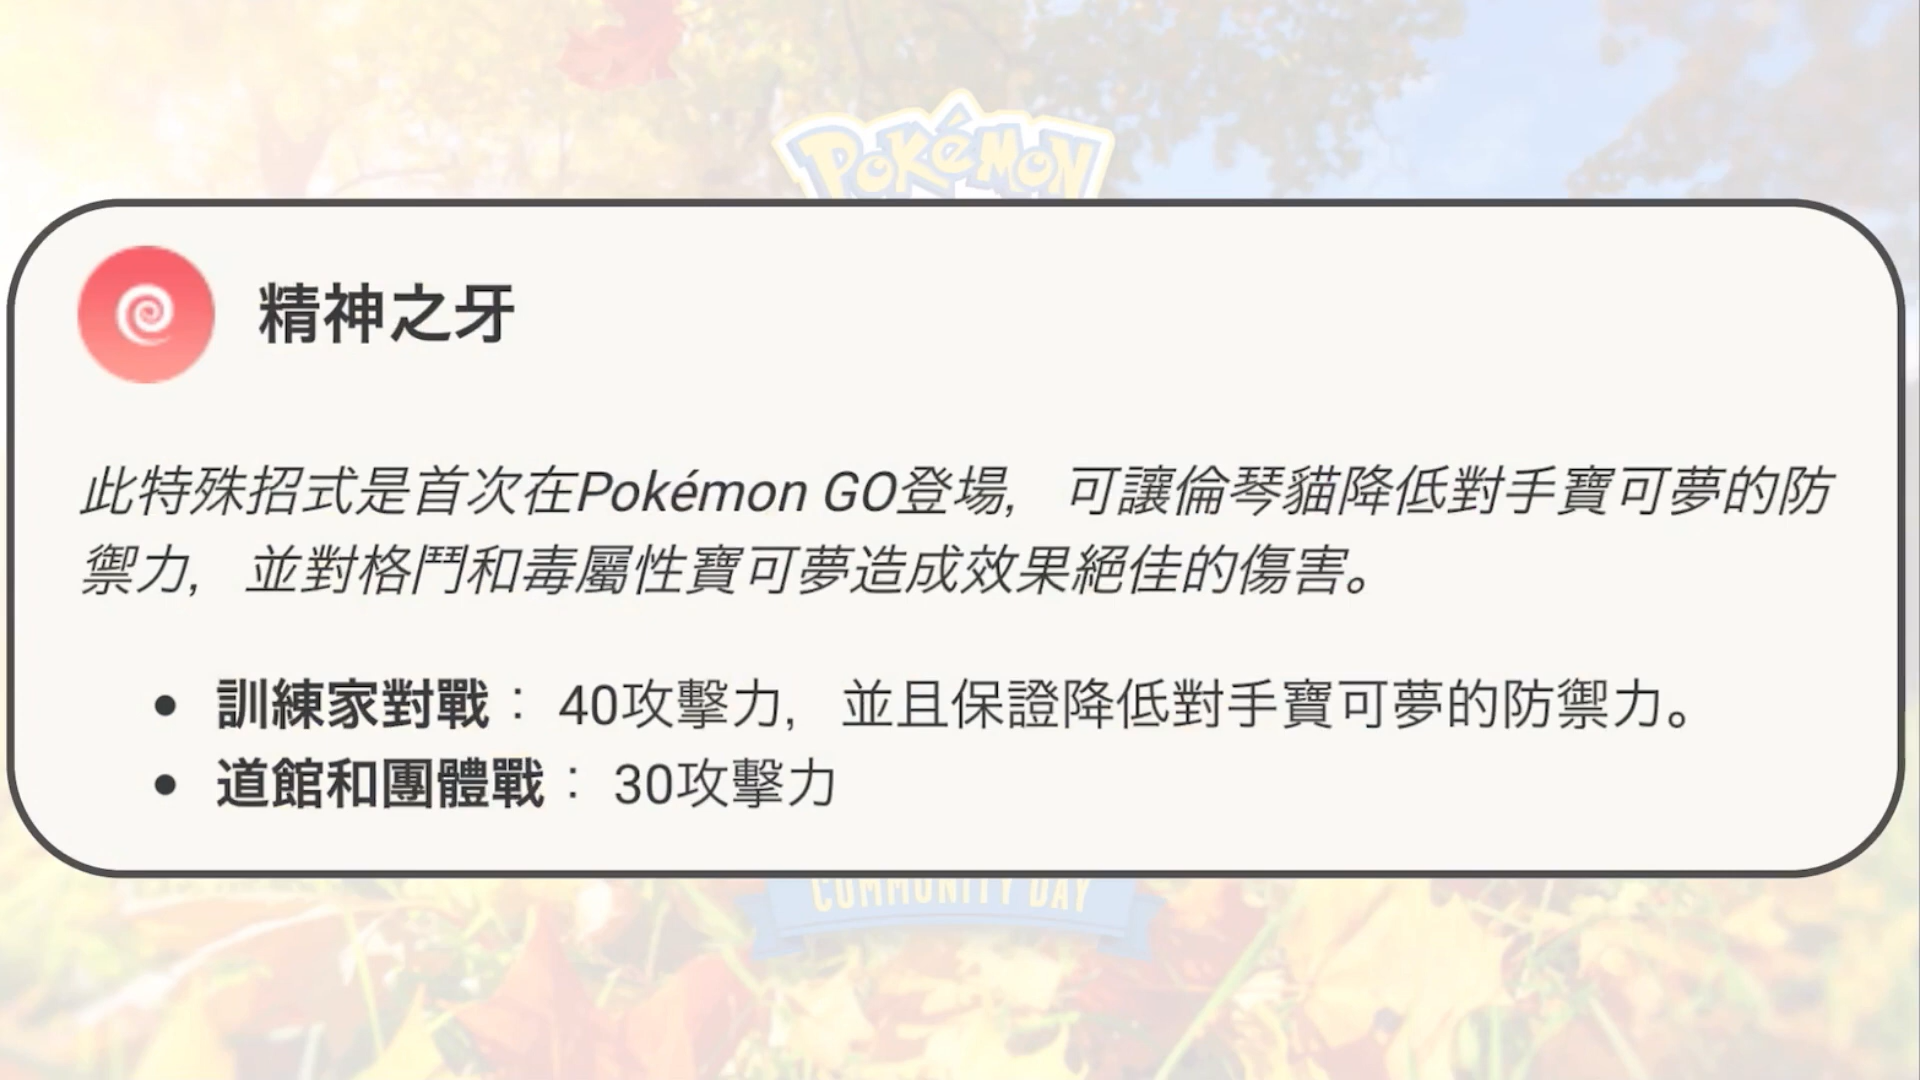 POKéMON
精神之牙
此特殊招式是首次在Pokémon GO登場，可讓倫琴貓降低對手寶可夢的防
禦力，並對格鬥和毒屬性寶可夢造成效果絕佳的傷害。
• 訓練家對戰：40攻擊力，並且保證降低對手寶可夢的防禦力。
• 道館和團體戰：30攻擊力
COMMUNITY DAY